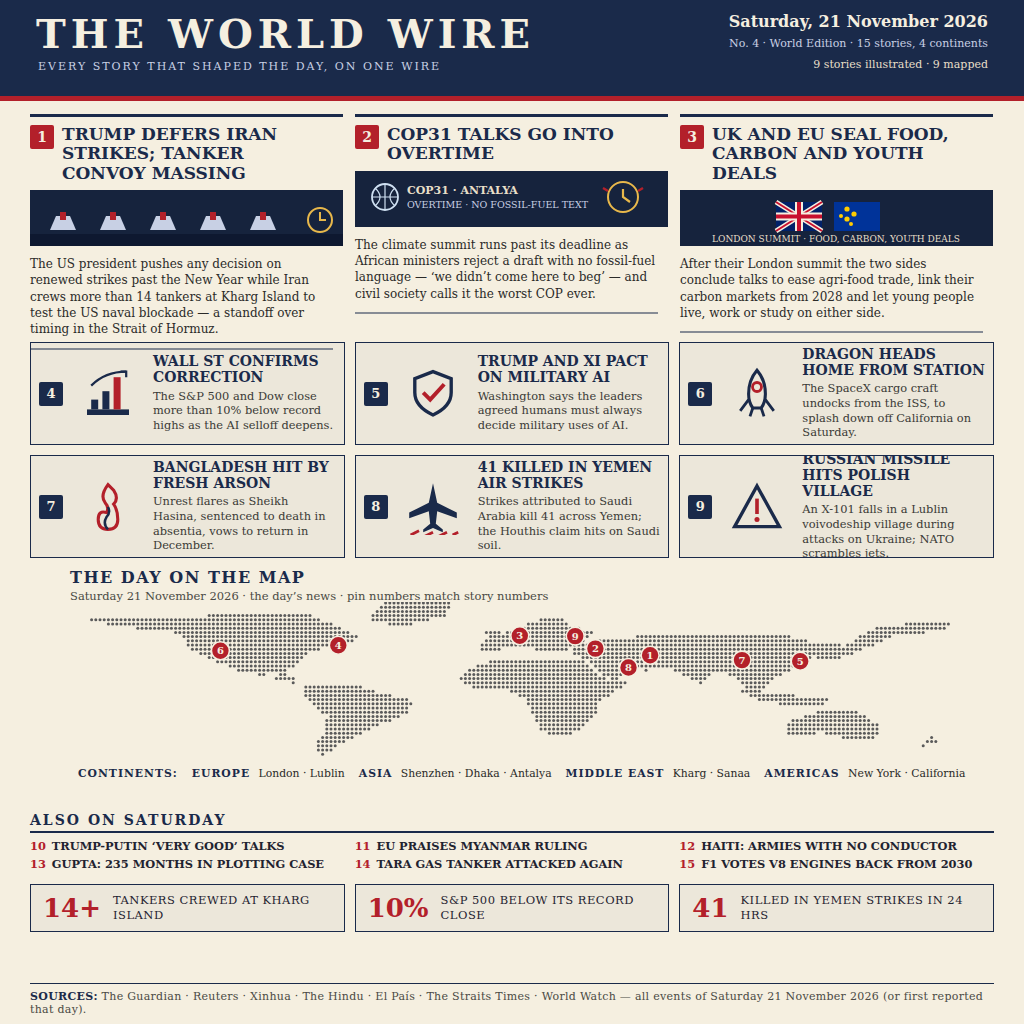 THE WORLD WIRE
EVERY STORY THAT SHAPED THE DAY, ON ONE WIRE
Saturday, 21 November 2026
No. 4 · World Edition · 15 stories, 4 continents
9 stories illustrated · 9 mapped
1 TRUMP DEFERS IRAN
STRIKES; TANKER
CONVOY MASSING
The US president pushes any decision on
renewed strikes past the New Year while Iran
crews more than 14 tankers at Kharg Island to
test the US naval blockade — a standoff over
timing in the Strait of Hormuz.
2 COP31 TALKS GO INTO
OVERTIME
COP31 · ANTALYA
OVERTIME · NO FOSSIL-FUEL TEXT
The climate summit runs past its deadline as
African ministers reject a draft with no fossil-fuel
language — ‘we didn’t come here to beg’ — and
civil society calls it the worst COP ever.
3 UK AND EU SEAL FOOD,
CARBON AND YOUTH
DEALS
LONDON SUMMIT · FOOD, CARBON, YOUTH DEALS
After their London summit the two sides
conclude talks to ease agri-food trade, link their
carbon markets from 2028 and let young people
live, work or study on either side.
4 WALL ST CONFIRMS
CORRECTION
The S&P 500 and Dow close
more than 10% below record
highs as the AI selloff deepens.
5 TRUMP AND XI PACT
ON MILITARY AI
Washington says the leaders
agreed humans must always
decide military uses of AI.
6 DRAGON HEADS
HOME FROM STATION
The SpaceX cargo craft
undocks from the ISS, to
splash down off California on
Saturday.
7 BANGLADESH HIT BY
FRESH ARSON
Unrest flares as Sheikh
Hasina, sentenced to death in
absentia, vows to return in
December.
8 41 KILLED IN YEMEN
AIR STRIKES
Strikes attributed to Saudi
Arabia kill 41 across Yemen;
the Houthis claim hits on Saudi
soil.
9 RUSSIAN MISSILE
HITS POLISH
VILLAGE
An X-101 falls in a Lublin
voivodeship village during
attacks on Ukraine; NATO
scrambles jets.
THE DAY ON THE MAP
Saturday 21 November 2026 · the day’s news · pin numbers match story numbers
6 4 3 9 2 8 1 7 5
CONTINENTS: EUROPE London · Lublin ASIA Shenzhen · Dhaka · Antalya MIDDLE EAST Kharg · Sanaa AMERICAS New York · California
ALSO ON SATURDAY
10 TRUMP-PUTIN ‘VERY GOOD’ TALKS
11 EU PRAISES MYANMAR RULING
12 HAITI: ARMIES WITH NO CONDUCTOR
13 GUPTA: 235 MONTHS IN PLOTTING CASE
14 TARA GAS TANKER ATTACKED AGAIN
15 F1 VOTES V8 ENGINES BACK FROM 2030
14+ TANKERS CREWED AT KHARG
ISLAND
10% S&P 500 BELOW ITS RECORD
CLOSE
41 KILLED IN YEMEN STRIKES IN 24
HRS
SOURCES: The Guardian · Reuters · Xinhua · The Hindu · El País · The Straits Times · World Watch — all events of Saturday 21 November 2026 (or first reported
that day).